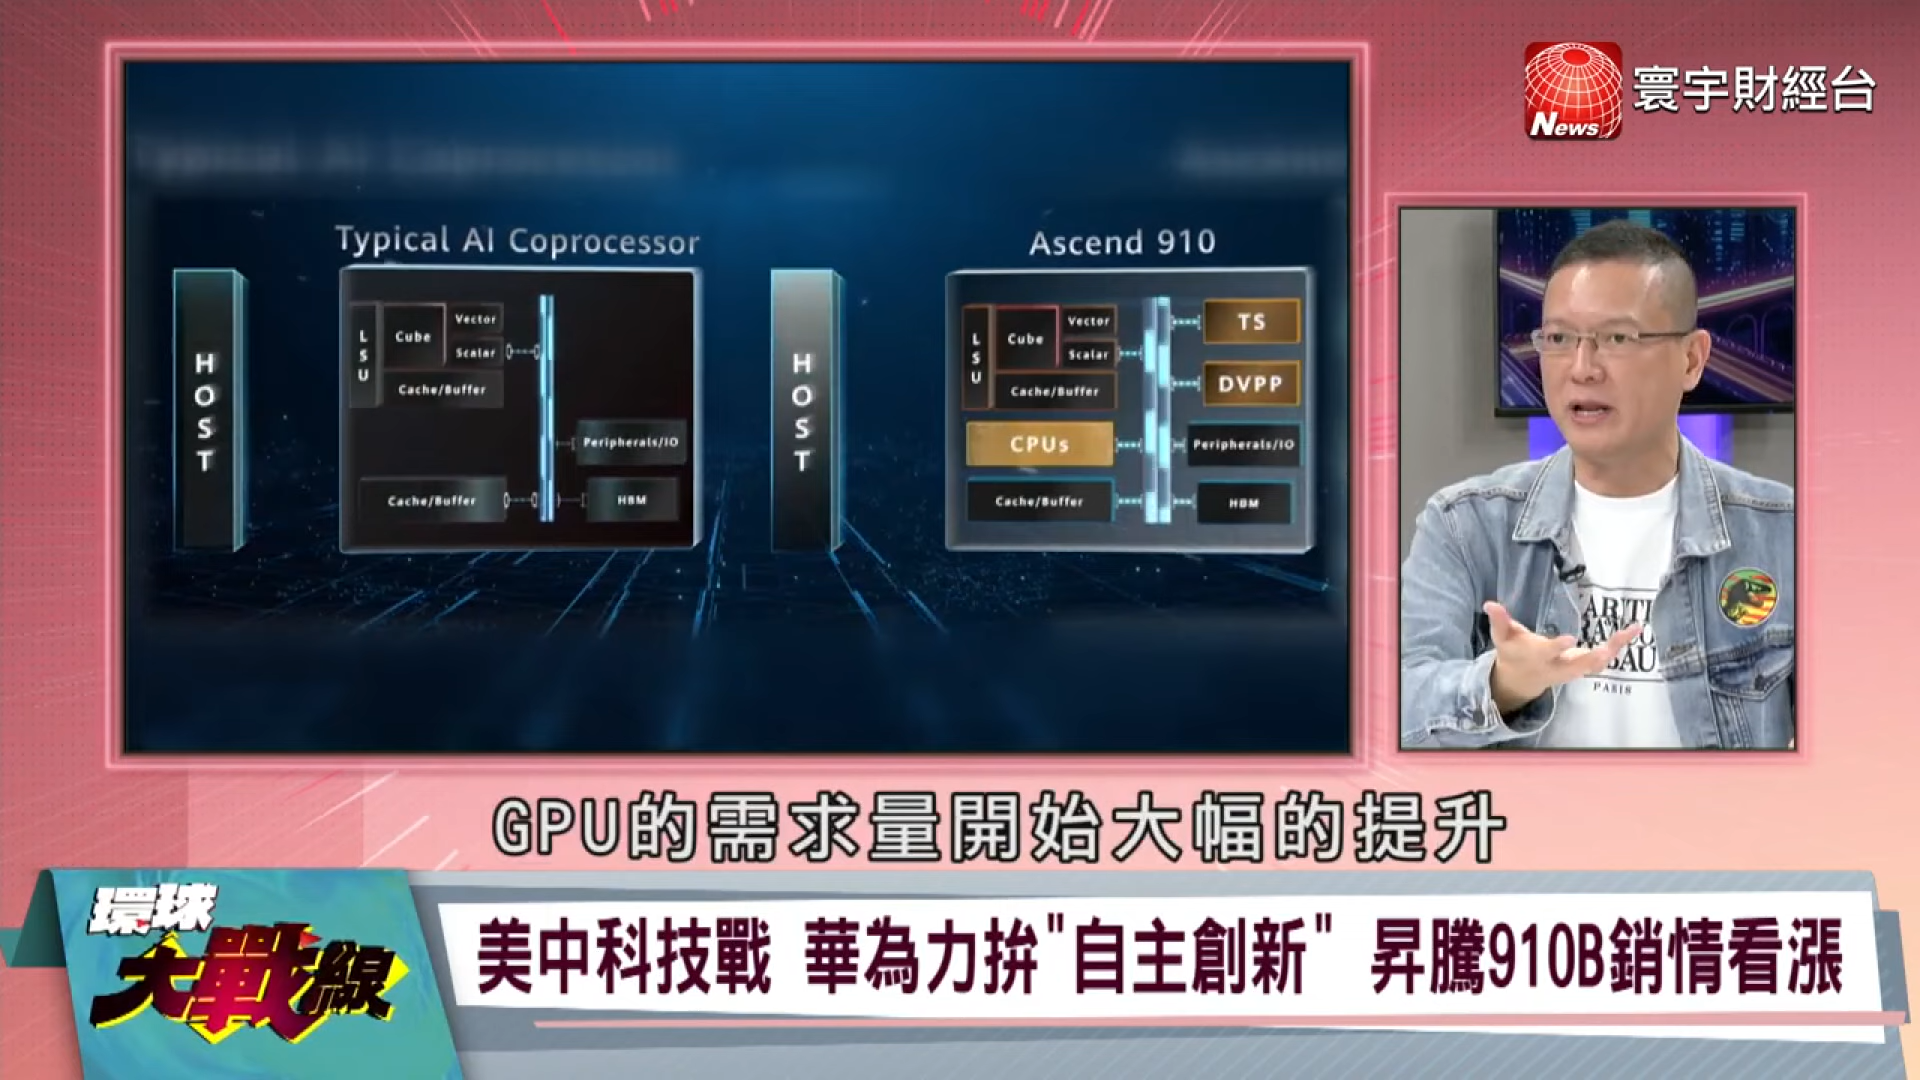 News
寰宇財經台
Typical AI Coprocessor
HOST
LSU
Cube
Vector
Scalar
Cache/Buffer
Peripherals/IO
Cache/Buffer
HBM
Ascend 910
HOST
LSU
Cube
Vector
Scalar
Cache/Buffer
TS
DVPP
CPUs
Peripherals/IO
Cache/Buffer
HBM
PARIS
GPU的需求量開始大幅的提升
環球
大戰線
美中科技戰 華為力拚"自主創新" 昇騰910B銷情看漲